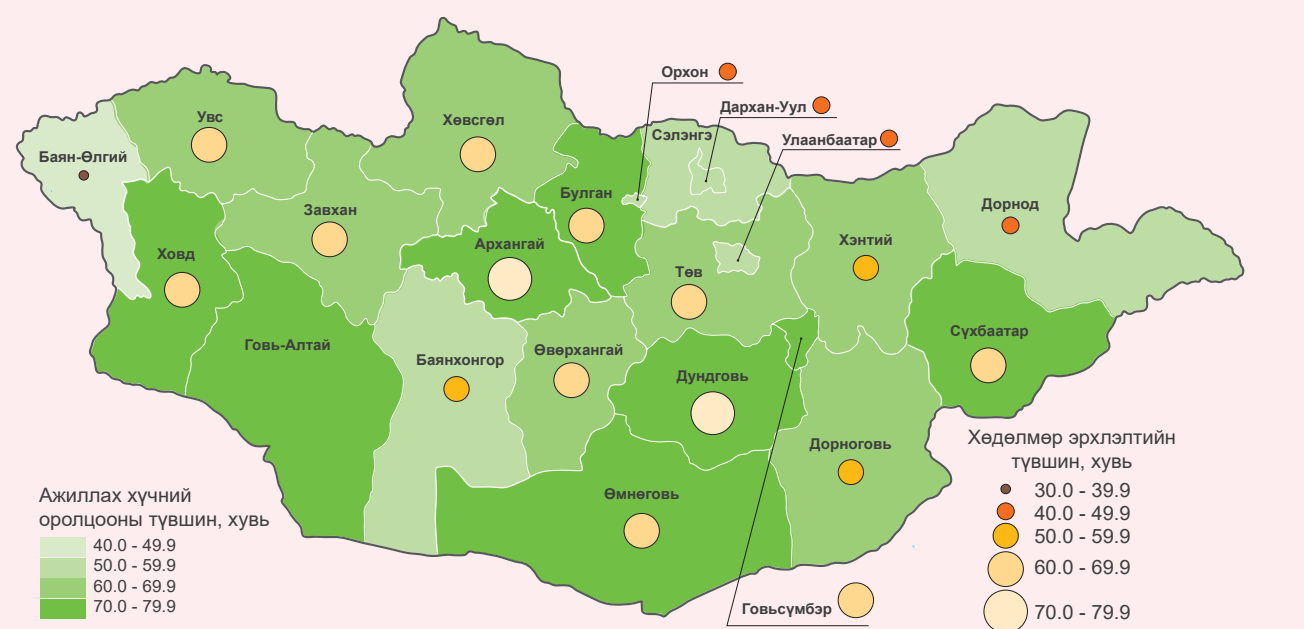 Орхон
Дархан-Уул
Увс
Хөвсгөл
Сэлэнгэ
Улаанбаатар
Баян-Өлгий
Булган
Дорнод
Завхан
Архангай
Хэнтий
Ховд
Төв
Говь-Алтай
Баянхонгор
Өвөрхангай
Сүхбаатар
Дундговь
Дорноговь
Өмнөговь
Говьсүмбэр
Ажиллах хүчний
оролцооны түвшин, хувь
40.0 - 49.9
50.0 - 59.9
60.0 - 69.9
70.0 - 79.9
Хөдөлмөр эрхлэлтийн
түвшин, хувь
30.0 - 39.9
40.0 - 49.9
50.0 - 59.9
60.0 - 69.9
70.0 - 79.9